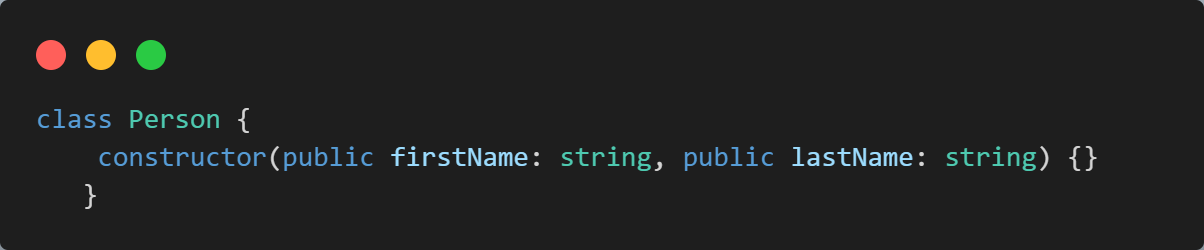 class Person {
    constructor(public firstName: string, public lastName: string) {}
   }